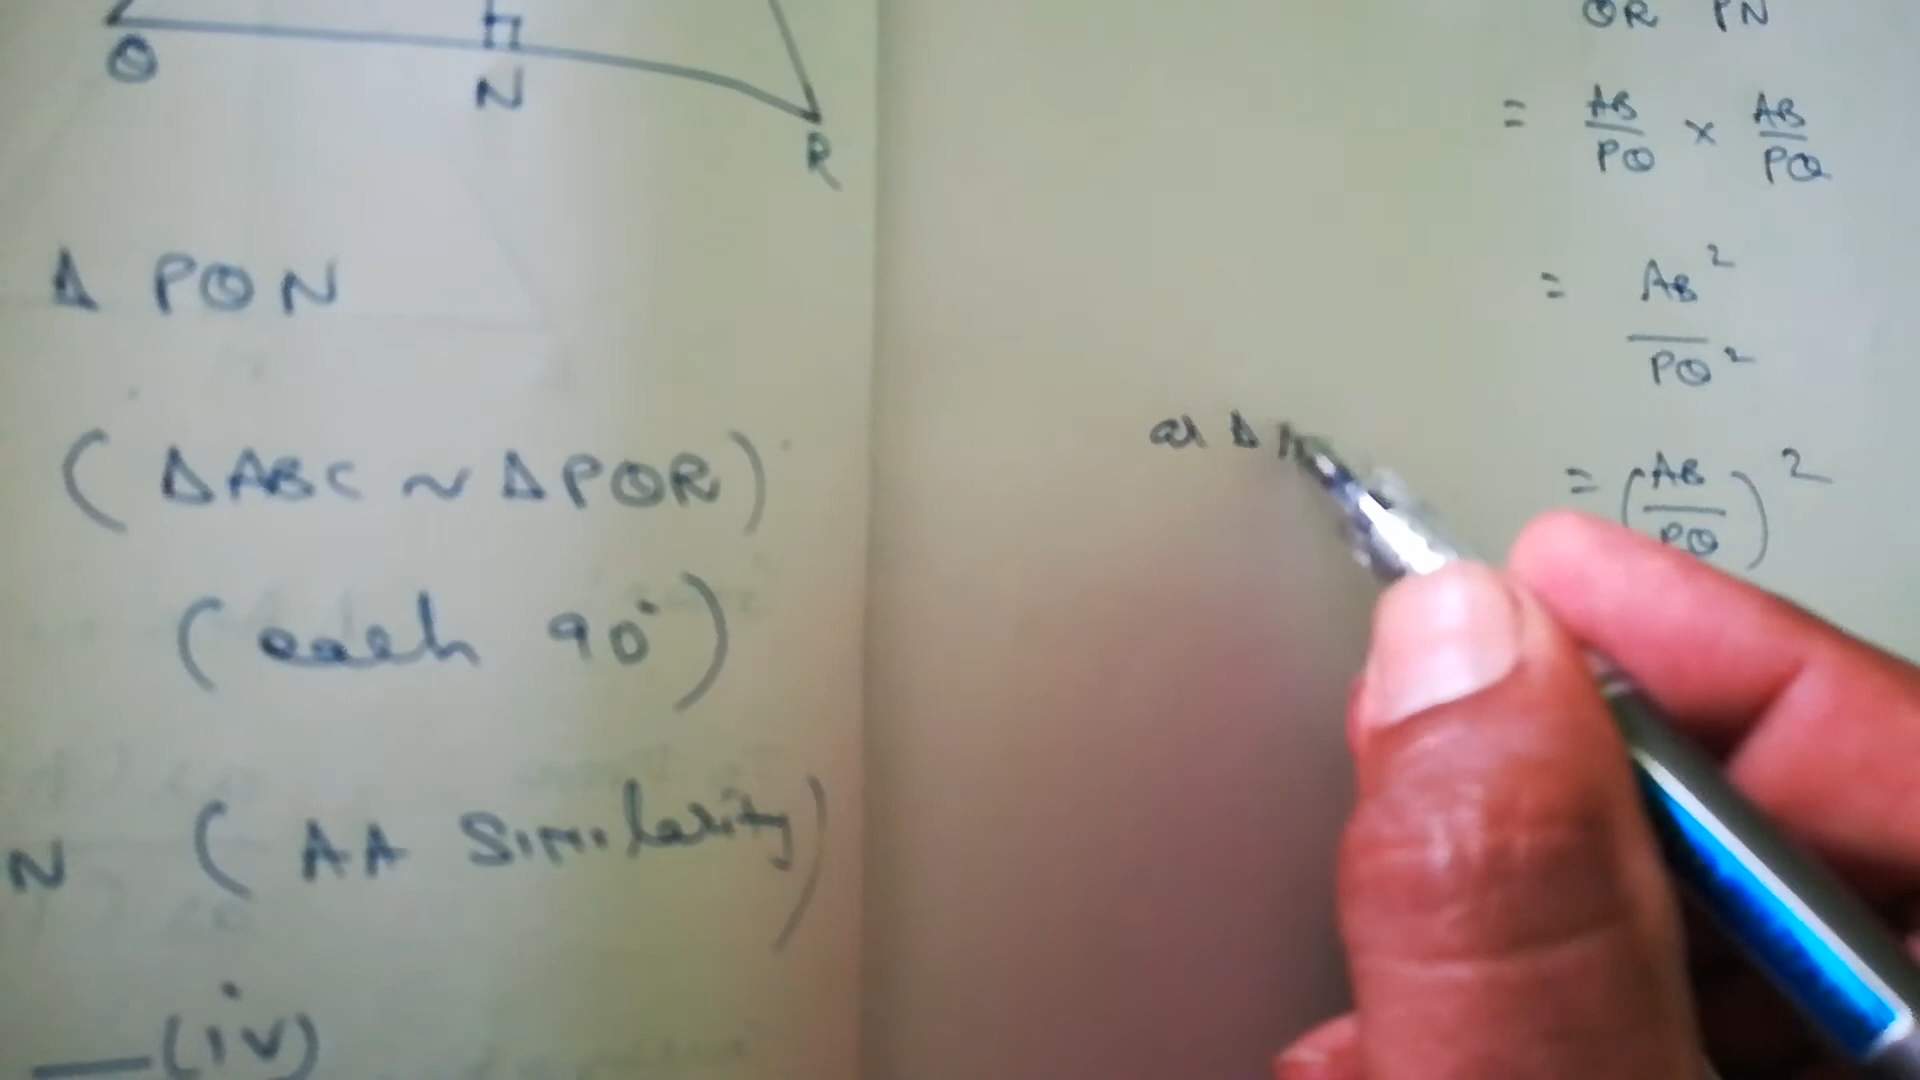 Q
N
R
Δ PQN
(ΔABC ~ ΔPQR)
(each 90°)
N (AA Similarity)
—(iv)
QR PN
= AB/PQ × AB/PQ
= AB²/PQ²
= (AB/PQ)²
ar Δ